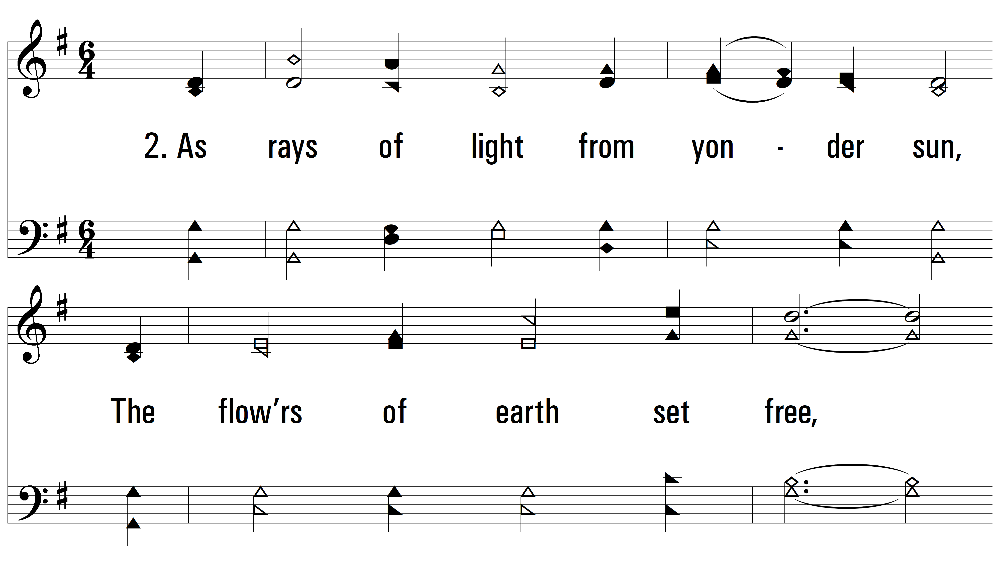 2. As rays of light from yon - der sun,
The flow’rs of earth set free,